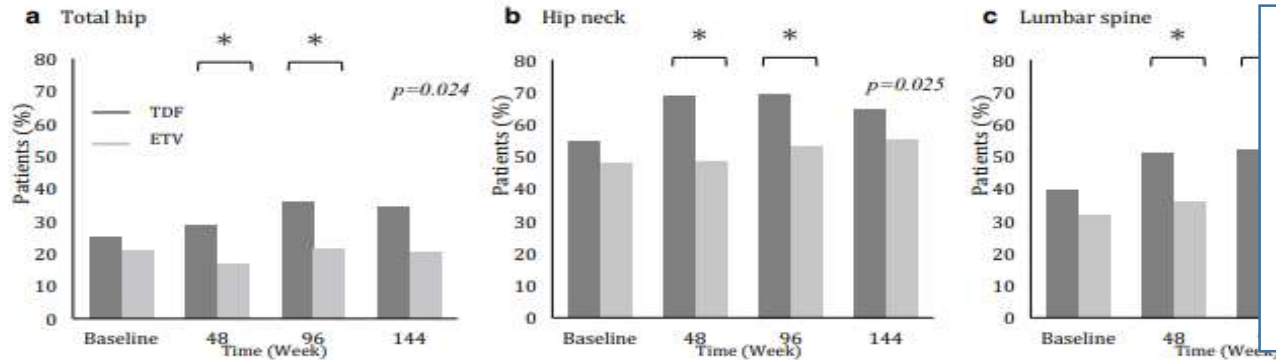 a Total hip
* *
80
70
60
50
40
30
20
10
0
Patients (%)
TDF
ETV
p=0.024
Baseline 48 96 144
Time (Week)
b Hip neck
* *
80
70
60
50
40
30
20
10
0
Patients (%)
p=0.025
Baseline 48 96 144
Time (Week)
c Lumbar spine
*
80
70
60
50
40
30
20
10
0
Patients (%)
Baseline 48
Time (Week)